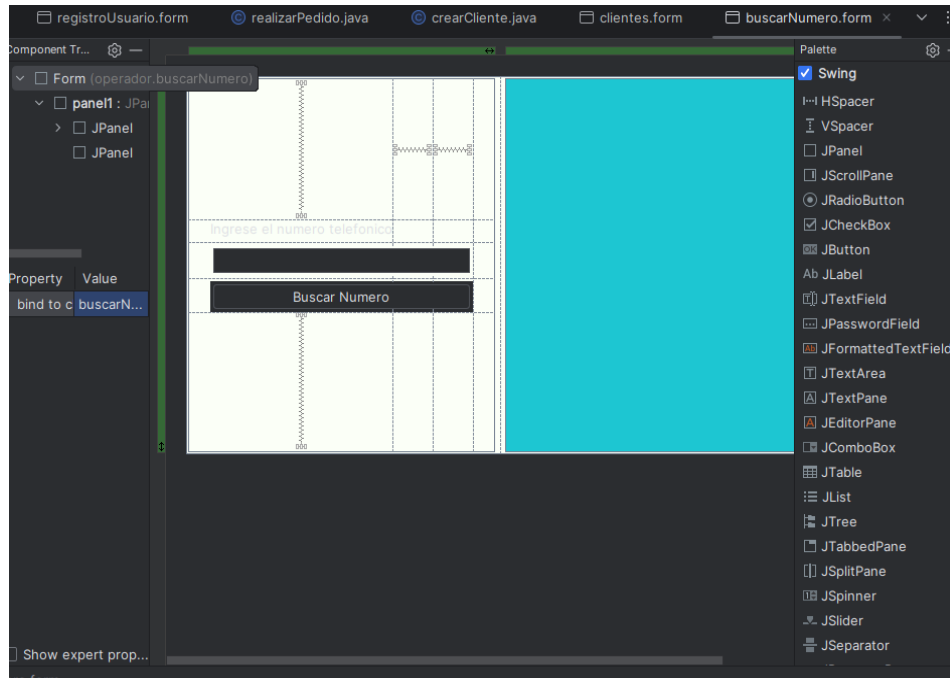 registroUsuario.form
realizarPedido.java
crearCliente.java
clientes.form
buscarNumero.form
Component Tr...
Form (operador.buscarNumero)
panel1 : JPa
JPanel
JPanel
Property Value
bind to c buscarN...
Show expert prop...
Ingrese el numero telefonico
Buscar Numero
Palette
Swing
HSpacer
VSpacer
JPanel
JScrollPane
JRadioButton
JCheckBox
JButton
JLabel
JTextField
JPasswordField
JFormattedTextField
JTextArea
JTextPane
JEditorPane
JComboBox
JTable
JList
JTree
JTabbedPane
JSplitPane
JSpinner
JSlider
JSeparator